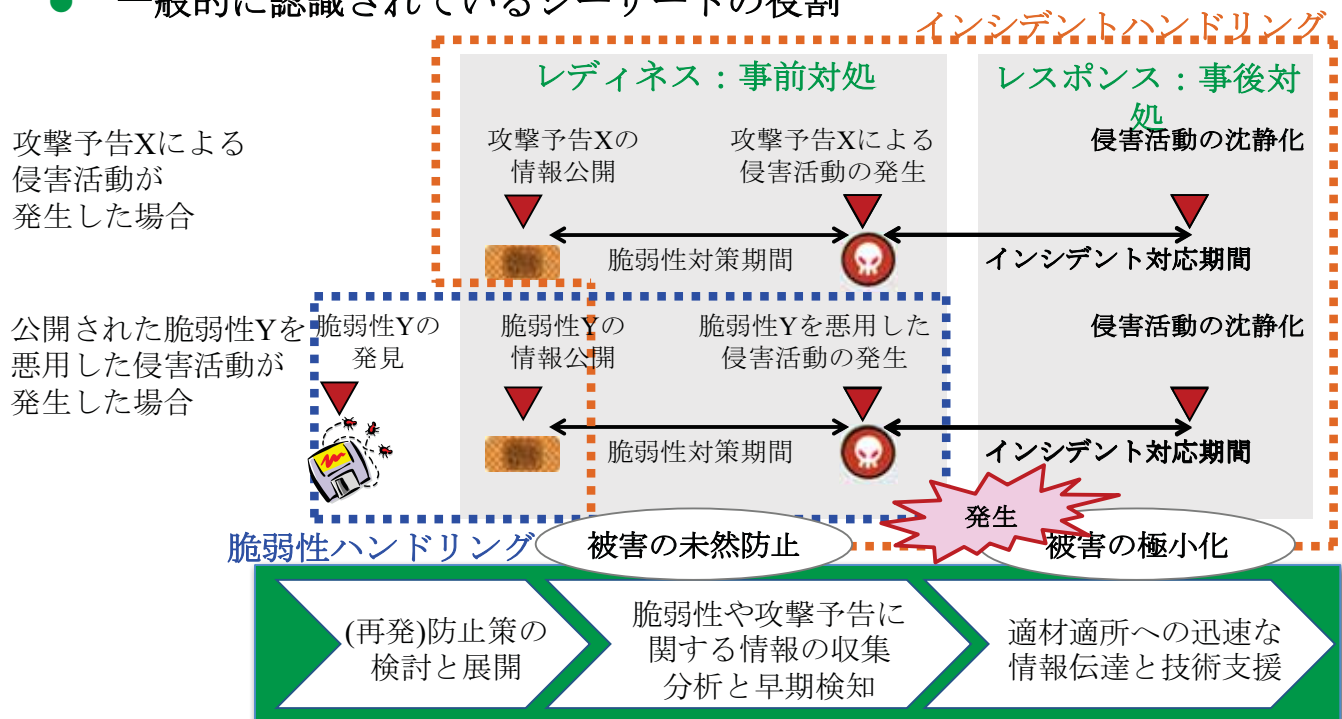 ● 一般的に認識されているシーサートの役割
インシデントハンドリング
レディネス：事前対処
レスポンス：事後対
処
攻撃予告Xによる
侵害活動が
発生した場合
攻撃予告Xの
情報公開
攻撃予告Xによる
侵害活動の発生
侵害活動の沈静化
脆弱性対策期間
インシデント対応期間
公開された脆弱性Yを
悪用した侵害活動が
発生した場合
脆弱性Yの
発見
脆弱性Yの
情報公開
脆弱性Yを悪用した
侵害活動の発生
侵害活動の沈静化
脆弱性対策期間
インシデント対応期間
発生
脆弱性ハンドリング
被害の未然防止
被害の極小化
(再発)防止策の
検討と展開
脆弱性や攻撃予告に
関する情報の収集
分析と早期検知
適材適所への迅速な
情報伝達と技術支援